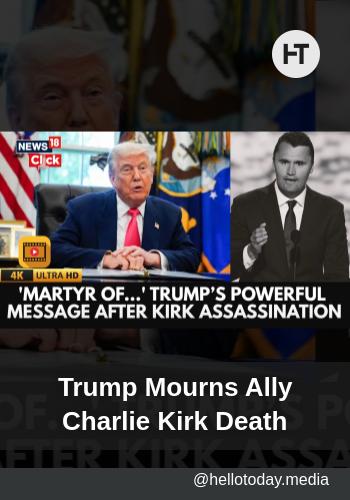 HT
NEWS 18
Click
4K ULTRA HD
'MARTYR OF...' TRUMP'S POWERFUL
MESSAGE AFTER KIRK ASSASSINATION
Trump Mourns Ally
Charlie Kirk Death
@hellotoday.media